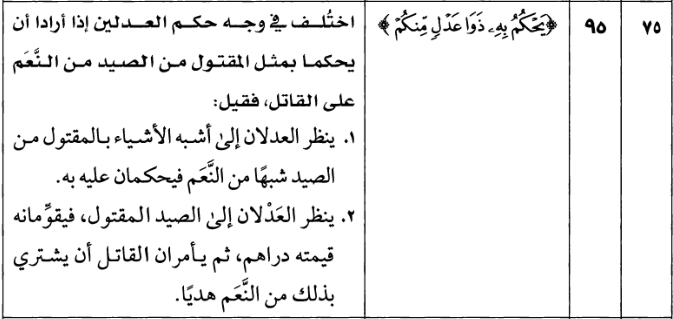 ٧٥
٩٥
﴿يَحْكُمُ بِهِۦ ذَوَا عَدْلٍ مِّنكُمْ﴾
اختُلف في وجه حكم العدلين إذا أرادا أن
يحكما بمثل المقتول من الصيد من النَّعَم
على القاتل، فقيل:
١. ينظر العدلان إلىٰ أشبه الأشياء بالمقتول من
الصيد شبهًا من النَّعَم فيحكمان عليه به.
٢. ينظر العَدْلان إلىٰ الصيد المقتول، فيقوِّمانه
قيمته دراهم، ثم يأمران القاتل أن يشتري
بذلك من النَّعَم هديًا.